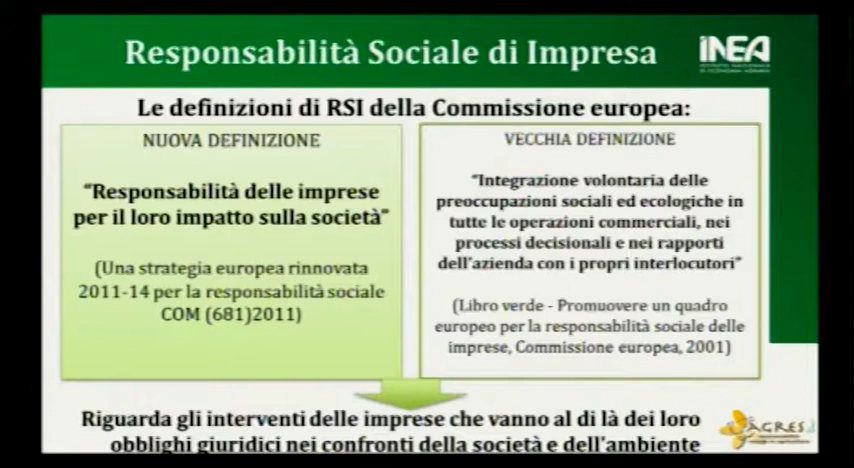 Responsabilità Sociale di Impresa
INEA
Le definizioni di RSI della Commissione europea:
NUOVA DEFINIZIONE
"Responsabilità delle imprese
per il loro impatto sulla società"
(Una strategia europea rinnovata
2011-14 per la responsabilità sociale
COM (681)2011)
VECCHIA DEFINIZIONE
"Integrazione volontaria delle
preoccupazioni sociali ed ecologiche in
tutte le operazioni commerciali, nei
processi decisionali e nei rapporti
dell'azienda con i propri interlocutori"
(Libro verde - Promuovere un quadro
europeo per la responsabilità sociale delle
imprese, Commissione europea, 2001)
Riguarda gli interventi delle imprese che vanno al di là dei loro
obblighi giuridici nei confronti della società e dell'ambiente
AGRES